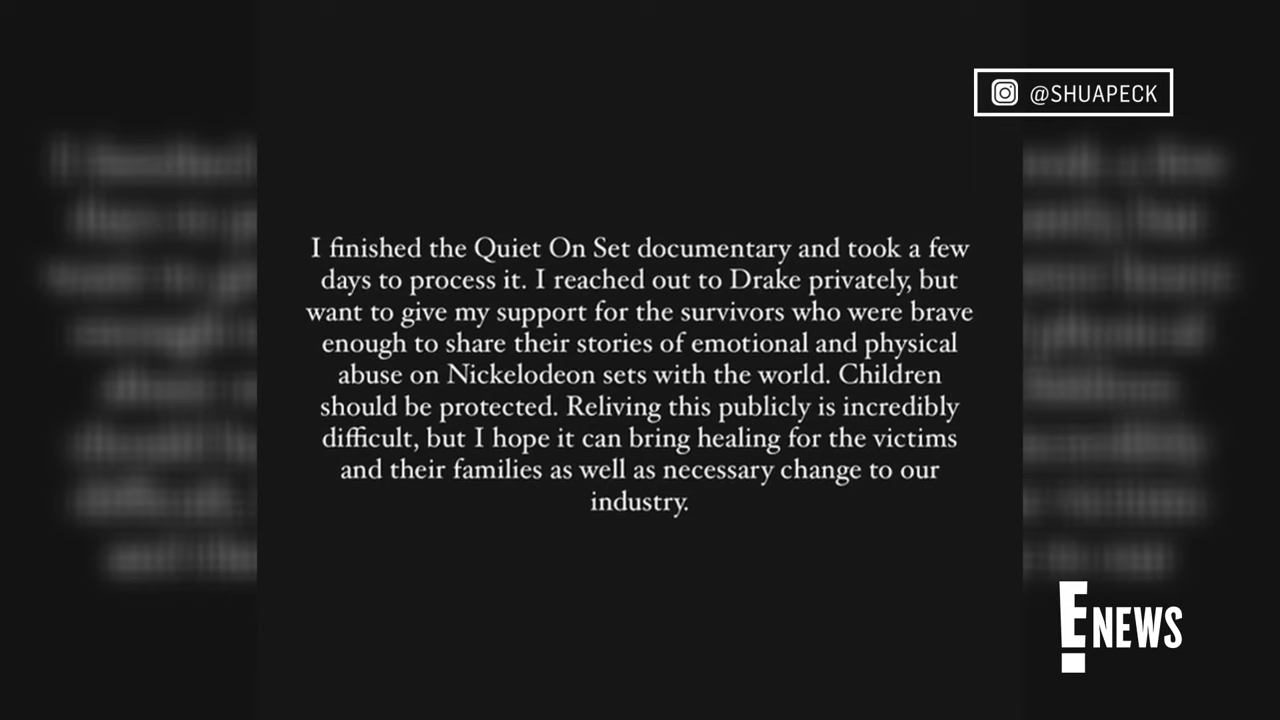 @SHUAPECK
I finished the Quiet On Set documentary and took a few
days to process it. I reached out to Drake privately, but
want to give my support for the survivors who were brave
enough to share their stories of emotional and physical
abuse on Nickelodeon sets with the world. Children
should be protected. Reliving this publicly is incredibly
difficult, but I hope it can bring healing for the victims
and their families as well as necessary change to our
industry.
E! NEWS